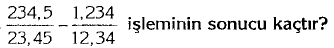 234,5/23,45 − 1,234/12,34 işleminin sonucu kaçtır?